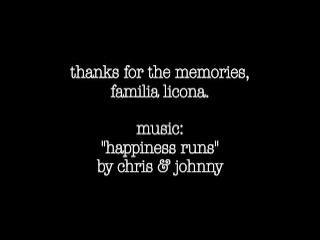 thanks for the memories,
familia licona.
music:
"happiness runs"
by chris & johnny